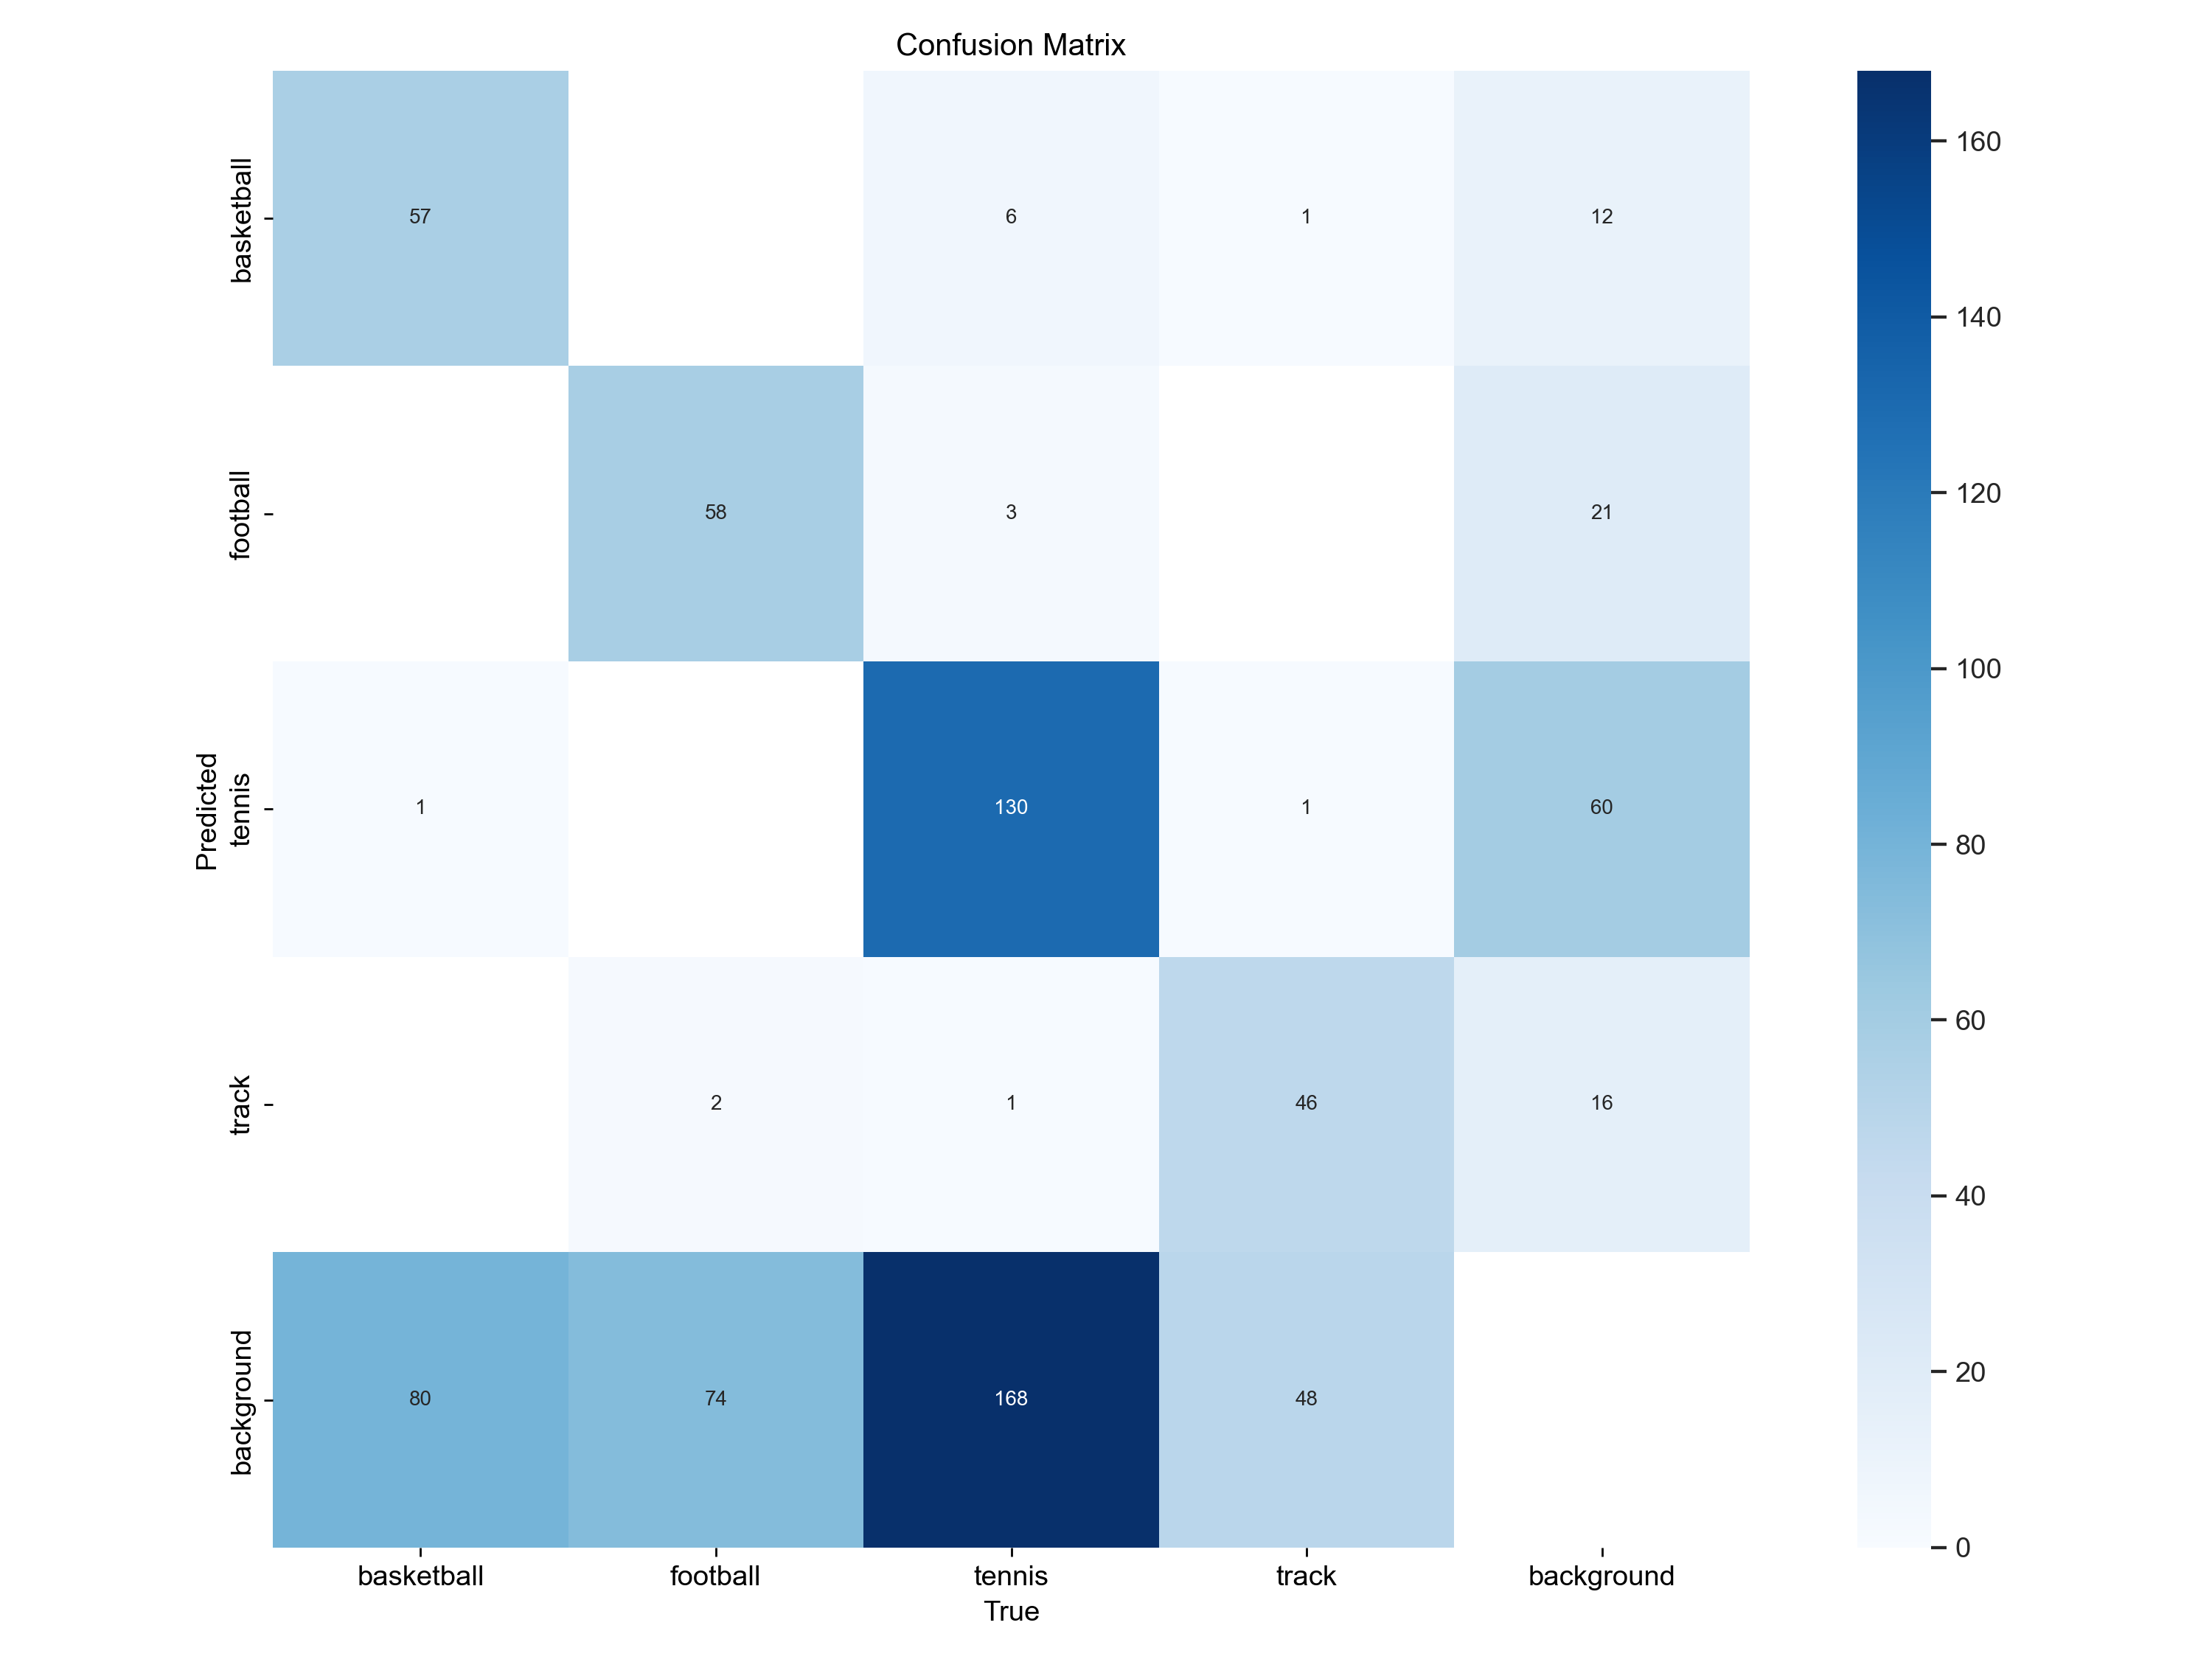 Confusion Matrix
basketball
57
6
1
12
football
58
3
21
Predicted
tennis
1
130
1
60
track
2
1
46
16
background
80
74
168
48
basketball
football
tennis
track
background
True
160
140
120
100
80
60
40
20
0